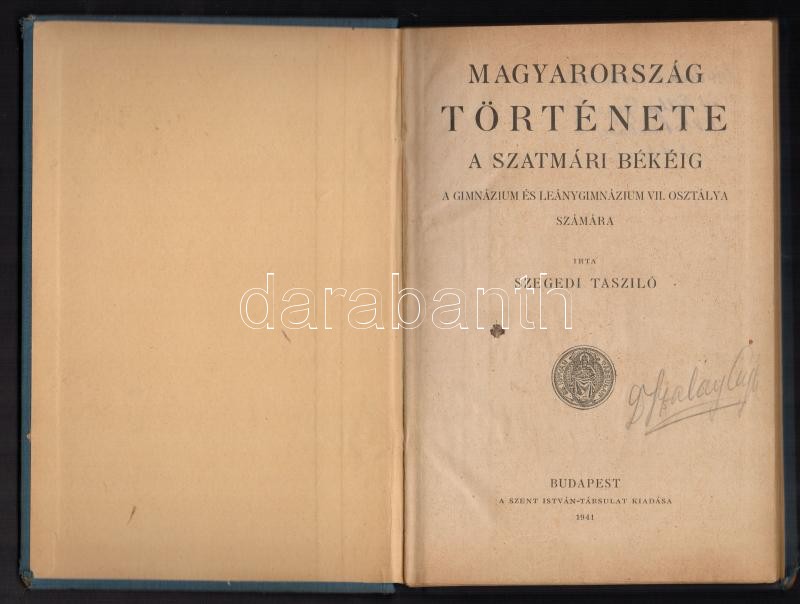 MAGYARORSZÁG
TÖRTÉNETE
A SZATMÁRI BÉKÉIG
A GIMNÁZIUM ÉS LEÁNYGIMNÁZIUM VII. OSZTÁLYA
SZÁMÁRA
IRTA
SZEGEDI TASZILÓ
darabanth
BUDAPEST
A SZENT ISTVÁN-TÁRSULAT KIADÁSA
1941